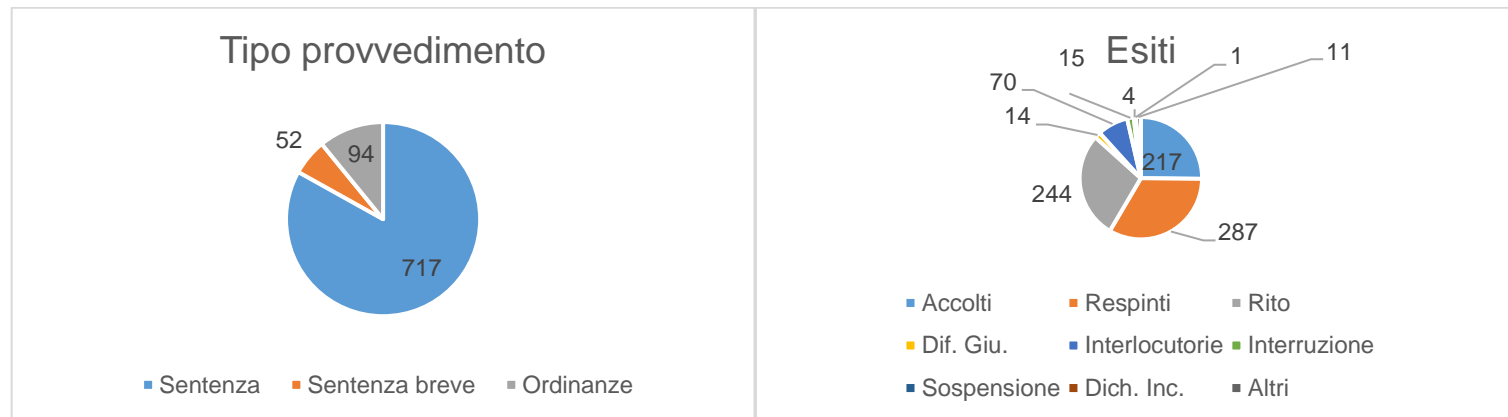 Tipo provvedimento
52
94
717
Sentenza Sentenza breve Ordinanze
Esiti
15 1 11
70 4
14
217
244
287
Accolti Respinti Rito
Dif. Giu. Interlocutorie Interruzione
Sospensione Dich. Inc. Altri